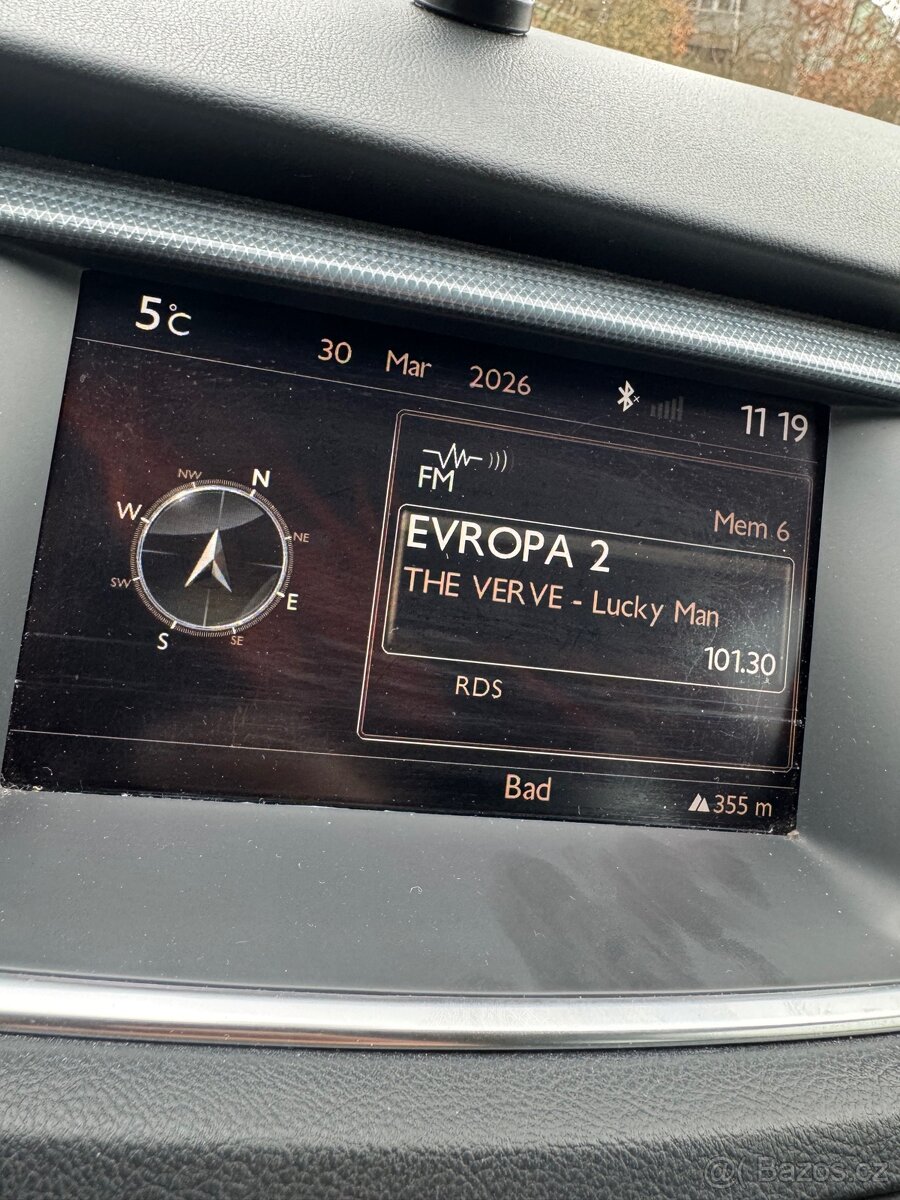 5°C
30 Mar 2026
11 19
N
NE
E
SE
S
SW
W
NW
FM
Mem 6
EVROPA 2
THE VERVE - Lucky Man
101.30
RDS
Bad
355 m
@( Bazoš.cz